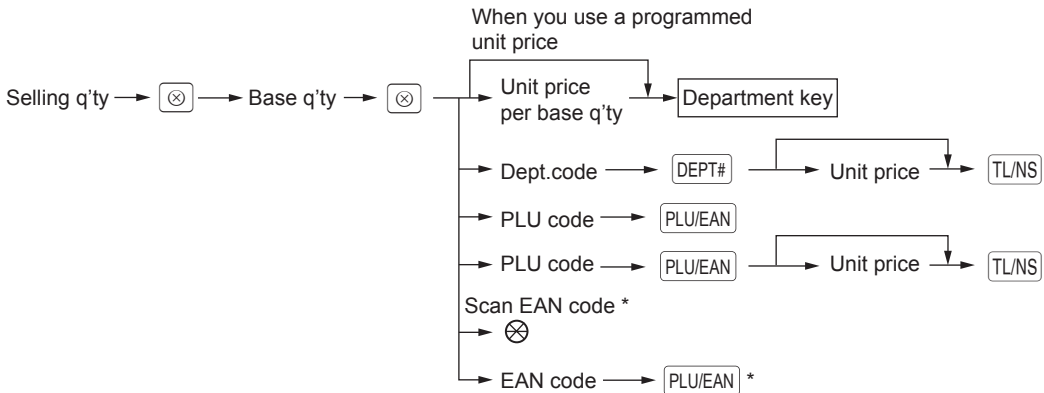 When you use a programmed
unit price
Selling q'ty ⊗ Base q'ty ⊗ Unit price
per base q'ty Department key
Dept.code DEPT# Unit price TL/NS
PLU code PLU/EAN
PLU code PLU/EAN Unit price TL/NS
Scan EAN code *
EAN code PLU/EAN *